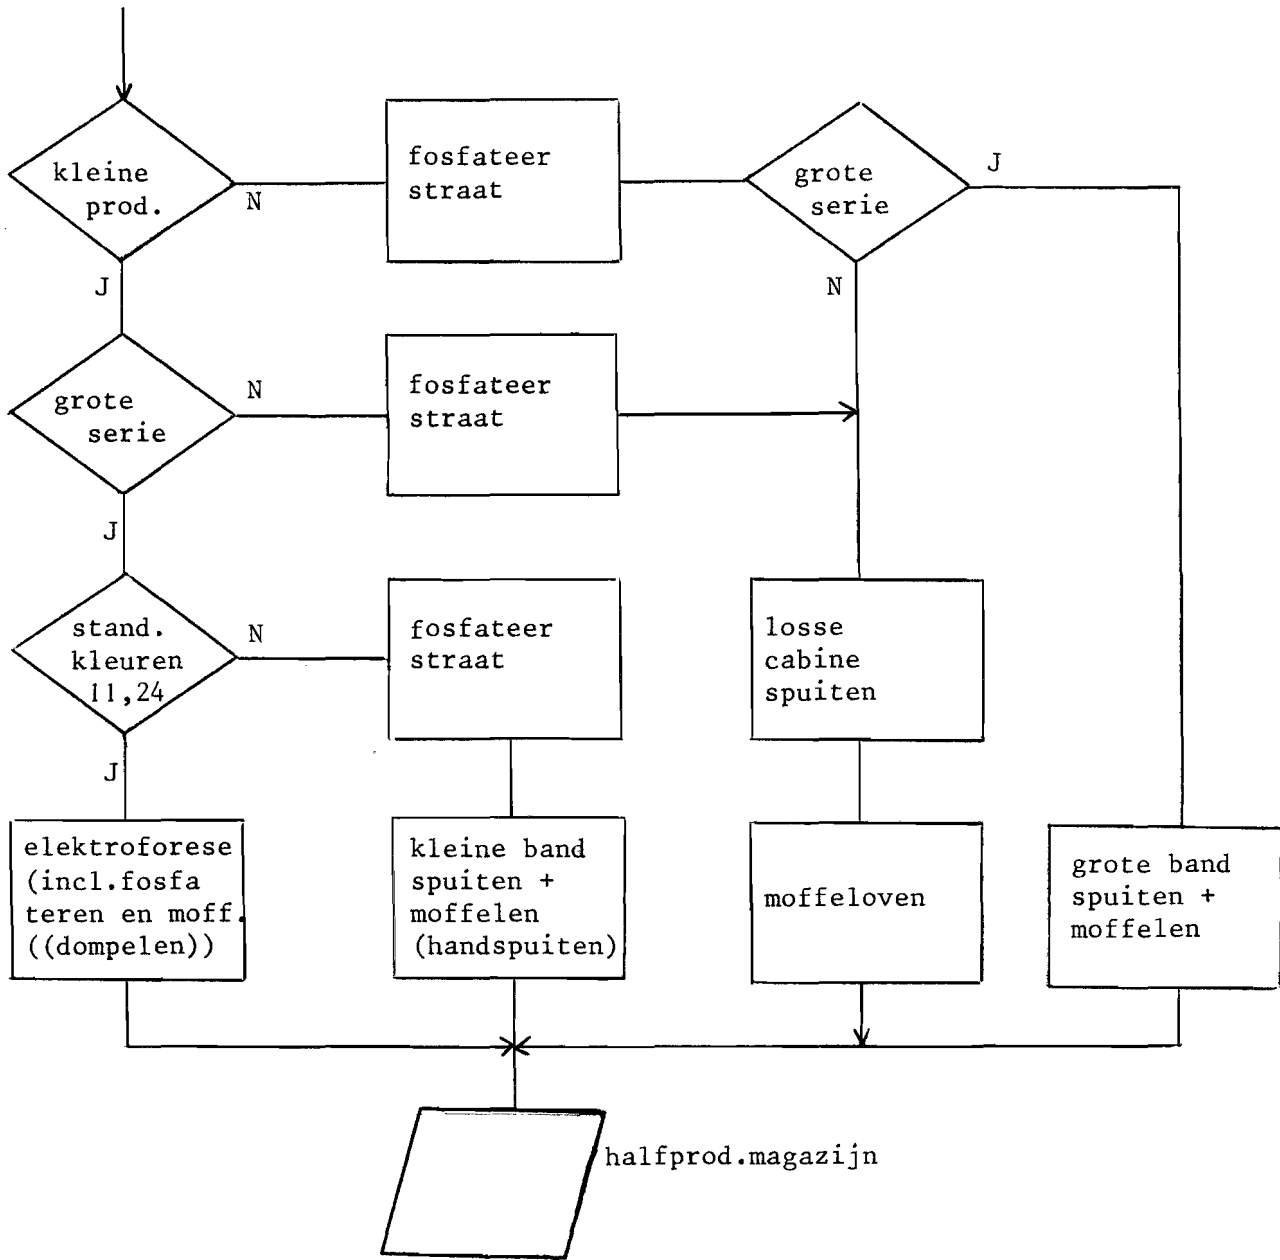 kleine
prod.
N
J
fosfateer
straat
grote
serie
J
N
grote
serie
N
J
fosfateer
straat
stand.
kleuren
11,24
N
J
fosfateer
straat
losse
cabine
spuiten
elektroforese
(incl.fosfa
teren en moff.
((dompelen))
kleine band
spuiten +
moffelen
(handspuiten)
moffeloven
grote band
spuiten +
moffelen
halfprod.magazijn